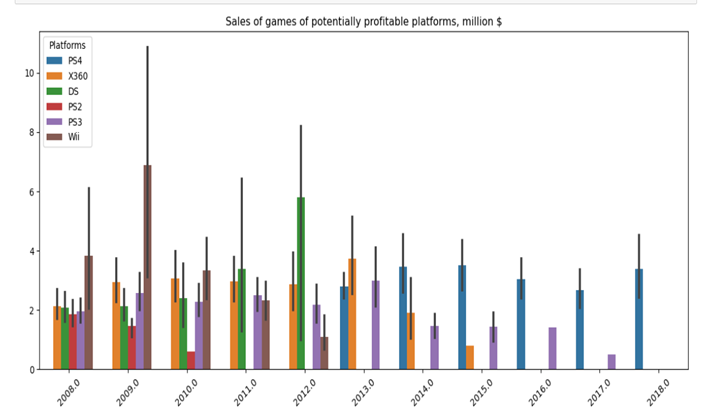 Sales of games of potentially profitable platforms, million $
Platforms
PS4
X360
DS
PS2
PS3
Wii
10
8
6
4
2
0
2008.0 2009.0 2010.0 2011.0 2012.0 2013.0 2014.0 2015.0 2016.0 2017.0 2018.0